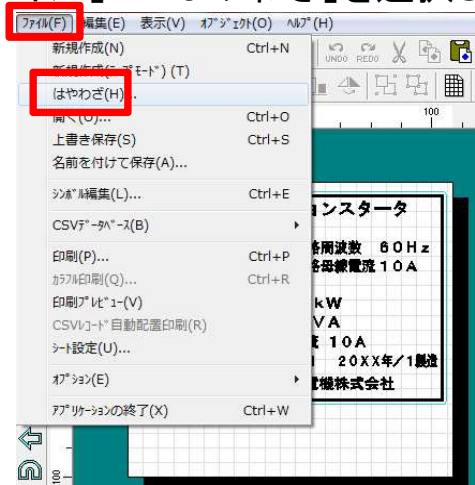 ファイル(F) 編集(E) 表示(V) オブジェクト(O) ヘルプ(H)
新規作成(N) Ctrl+N
UNDO REDO
はやわざ(H)...
開く(O)... Ctrl+O
上書き保存(S) Ctrl+S
名前を付けて保存(A)...
シンボル編集(L)... Ctrl+E
CSVデータベース(B)
印刷(P)... Ctrl+P
カラフル印刷(Q)... Ctrl+R
印刷プレビュー(V)
CSVレコード自動配置印刷(R)
シート設定(U)...
オプション(E)
アプリケーションの終了(X) Ctrl+W
100
ンスタータ
周波数 60Hz
母線電流10A
kW
VA
10A
20XX年/1製造
機株式会社
100